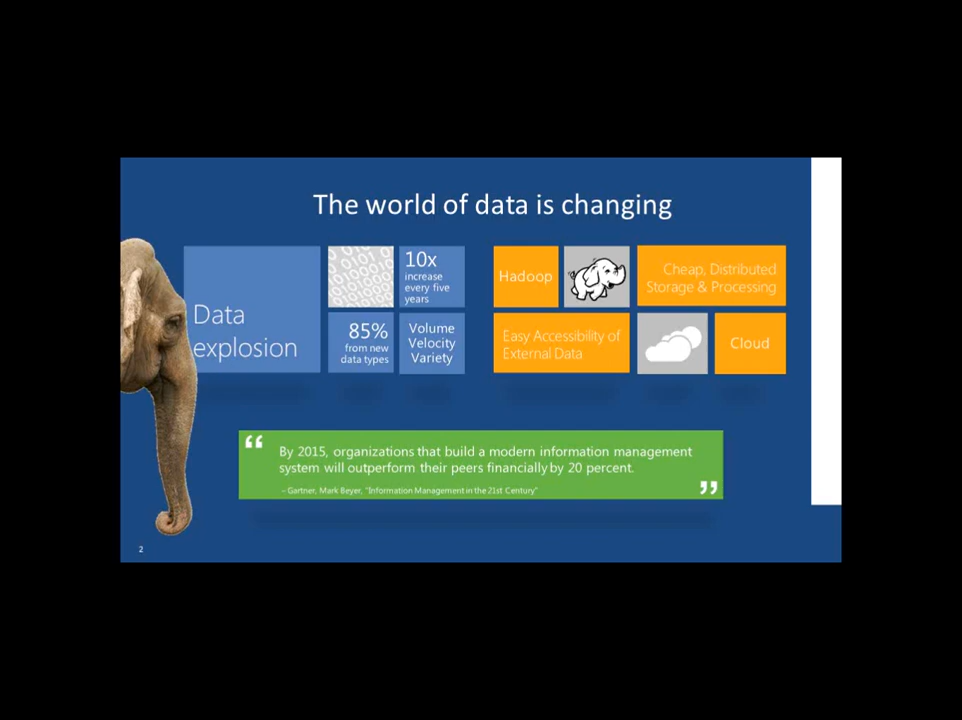 The world of data is changing
Data
explosion
10x
increase
every five
years
85%
from new
data types
Volume
Velocity
Variety
Hadoop
Cheap, Distributed
Storage & Processing
Easy Accessibility of
External Data
Cloud
“ By 2015, organizations that build a modern information management
system will outperform their peers financially by 20 percent.
– Gartner, Mark Beyer, "Information Management in the 21st Century" ”
2